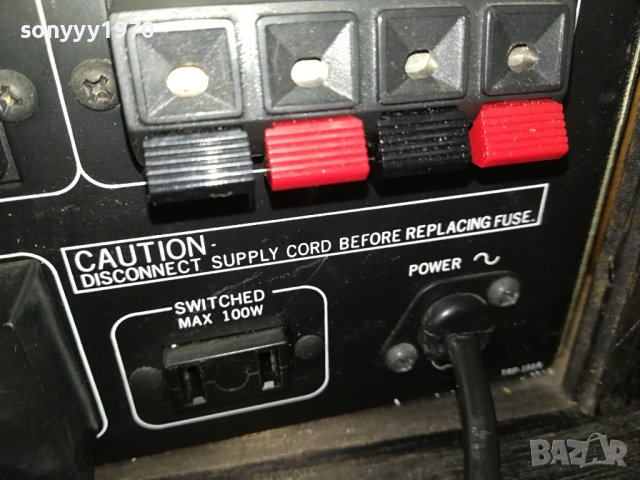 sonyyy1978
CAUTION -
DISCONNECT SUPPLY CORD BEFORE REPLACING FUSE.
POWER ~
SWITCHED
MAX 100W
BAZAR